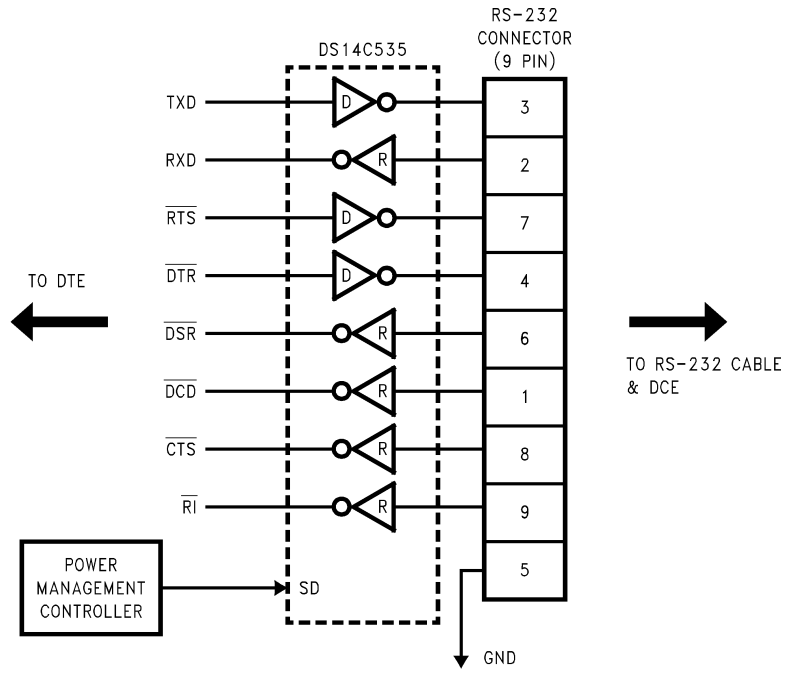 RS-232
CONNECTOR
(9 PIN)
DS14C535
TXD
D
3
RXD
R
2
RTS
D
7
DTR
D
4
TO DTE
DSR
R
6
TO RS-232 CABLE
& DCE
DCD
R
1
CTS
R
8
RI
R
9
POWER
MANAGEMENT
CONTROLLER
SD
5
GND